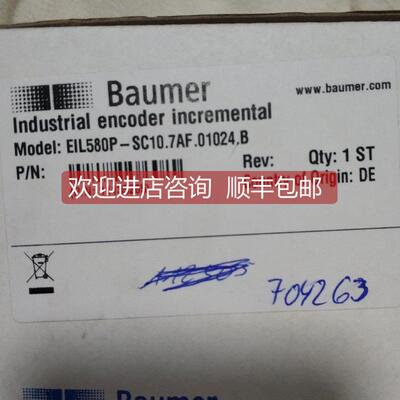 Baumer
www.baumer.com
Industrial encoder incremental
Model: EIL580P-SC10.7AF.01024.B
P/N:
Rev: Qty: 1 ST
of Origin: DE
欢迎进店咨询 顺丰包邮
704263
Baumer